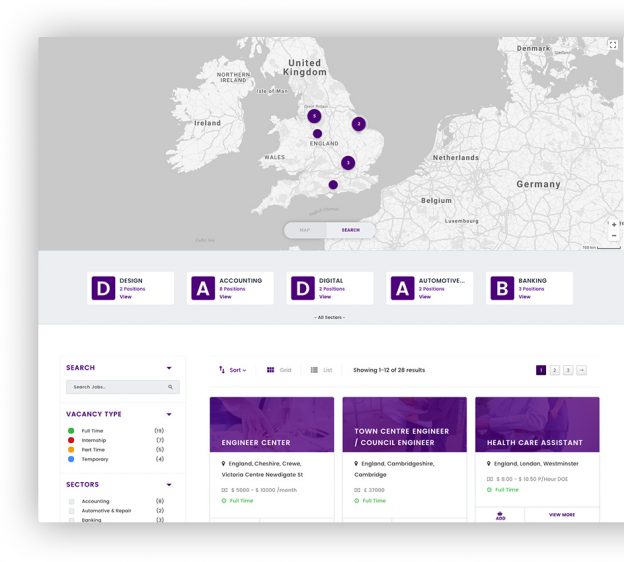 Denmark
United
Kingdom
NORTHERN
IRELAND
Isle of Man
Great Britain
Ireland
5
2
ENGLAND
WALES
3
Netherlands
Germany
Belgium
Luxembourg
Celtic Sea
MAP SEARCH
+
−
100 km
D DESIGN
2 Positions
View
A ACCOUNTING
8 Positions
View
D DIGITAL
2 Positions
View
A AUTOMOTIVE...
2 Positions
View
B BANKING
3 Positions
View
- All Sectors -
SEARCH
Search Jobs..
VACANCY TYPE
Full Time (19)
Internship (7)
Part Time (5)
Temporary (4)
SECTORS
Accounting (8)
Automotive & Repair (2)
Banking (3)
Sort Grid List Showing 1–12 of 28 results 1 2 3 →
ENGINEER CENTER
England, Cheshire, Crewe,
Victoria Centre Newdigate St
$ 5000 - $ 10000 /month
Full Time
TOWN CENTRE ENGINEER
/ COUNCIL ENGINEER
England, Cambridgeshire,
Cambridge
£ 37000
Full Time
HEALTH CARE ASSISTANT
England, London, Westminster
$ 8.00 - $ 10.50 P/Hour DOE
Full Time
ADD VIEW MORE